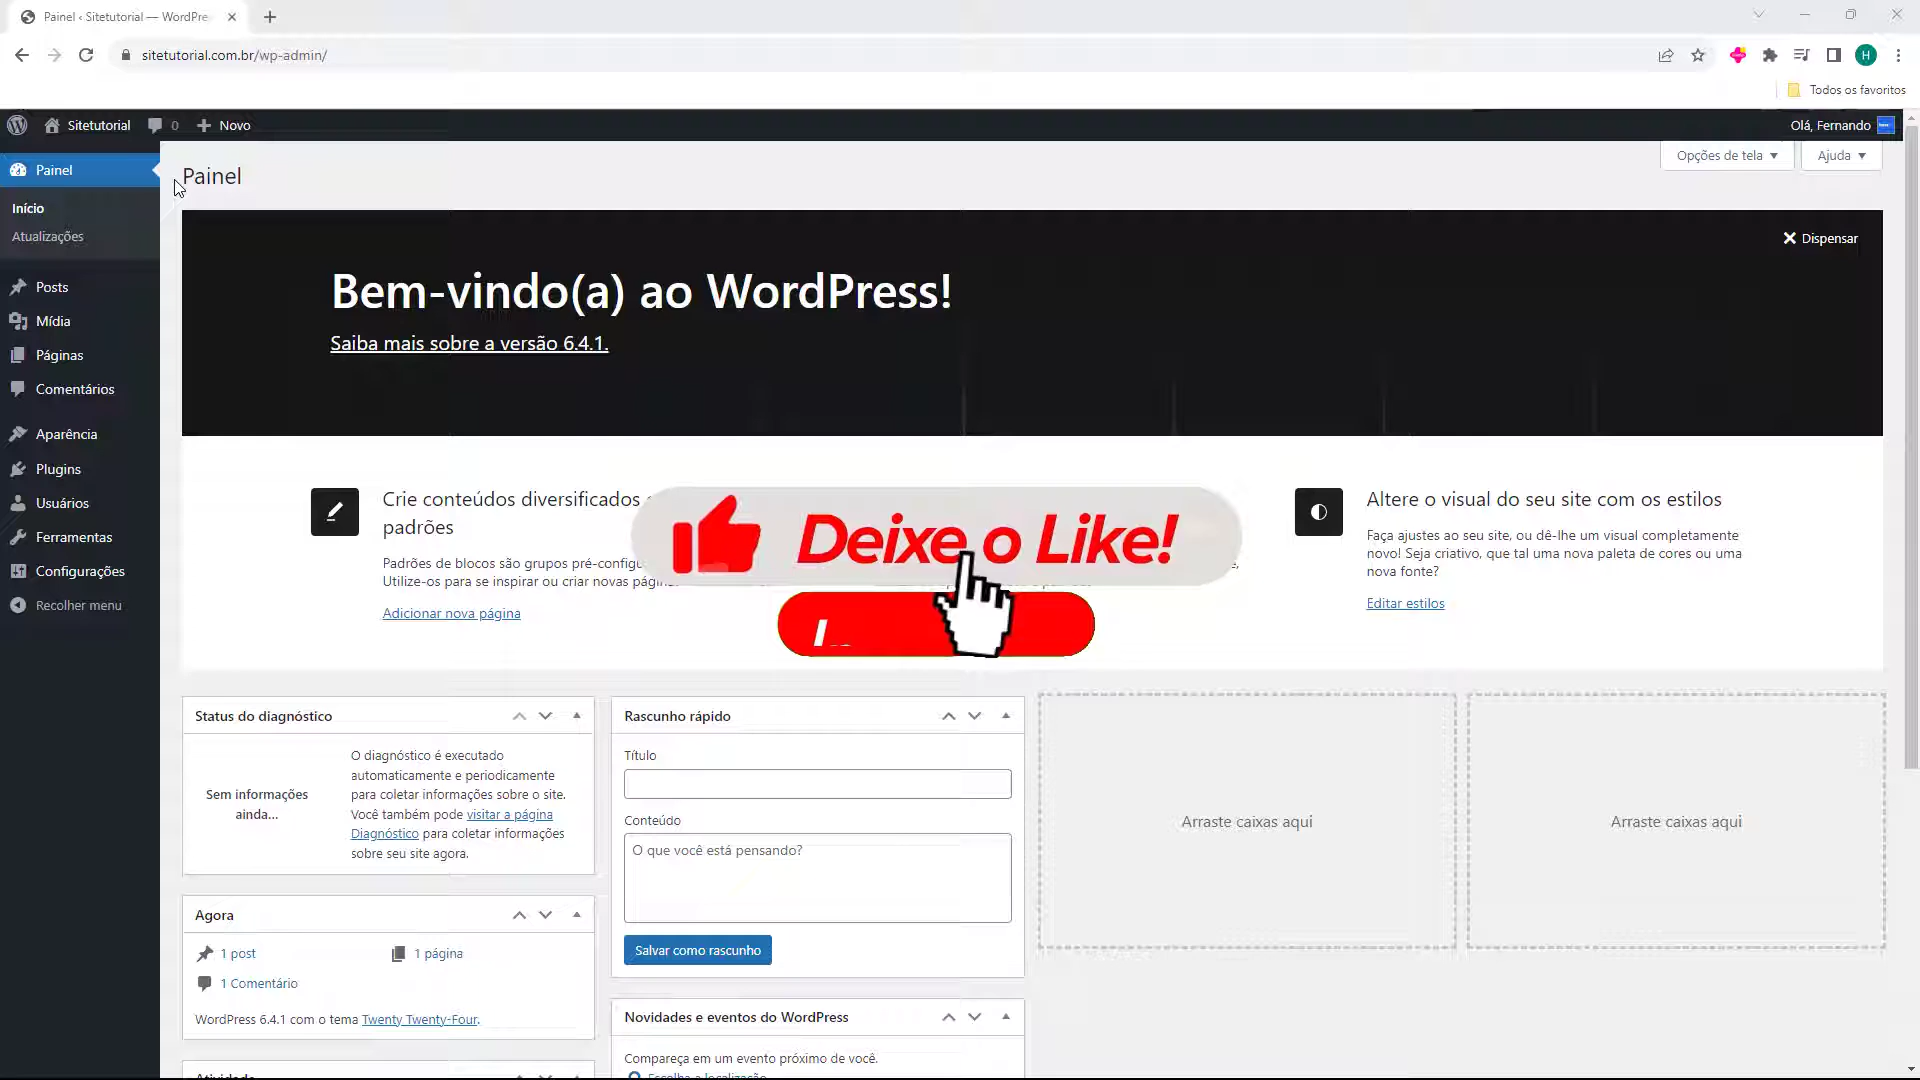 Painel ‹ Sitetutorial — WordPre
sitetutorial.com.br/wp-admin/
Todos os favoritos
Sitetutorial
0
Novo
Olá, Fernando
Painel
Início
Atualizações
Posts
Mídia
Páginas
Comentários
Aparência
Plugins
Usuários
Ferramentas
Configurações
Recolher menu
Painel
Opções de tela
Ajuda
Dispensar
Bem-vindo(a) ao WordPress!
Saiba mais sobre a versão 6.4.1.
Crie conteúdos diversificados
padrões
Padrões de blocos são grupos pré-configu
Utilize-os para se inspirar ou criar novas págin
Adicionar nova página
Deixe o Like!
Altere o visual do seu site com os estilos
Faça ajustes ao seu site, ou dê-lhe um visual completamente
novo! Seja criativo, que tal uma nova paleta de cores ou uma
nova fonte?
Editar estilos
Status do diagnóstico
Sem informações
ainda...
O diagnóstico é executado
automaticamente e periodicamente
para coletar informações sobre o site.
Você também pode visitar a página
Diagnóstico para coletar informações
sobre seu site agora.
Agora
1 post
1 página
1 Comentário
WordPress 6.4.1 com o tema Twenty Twenty-Four.
Rascunho rápido
Título
Conteúdo
O que você está pensando?
Salvar como rascunho
Novidades e eventos do WordPress
Compareça em um evento próximo de você.
Arraste caixas aqui
Arraste caixas aqui
H